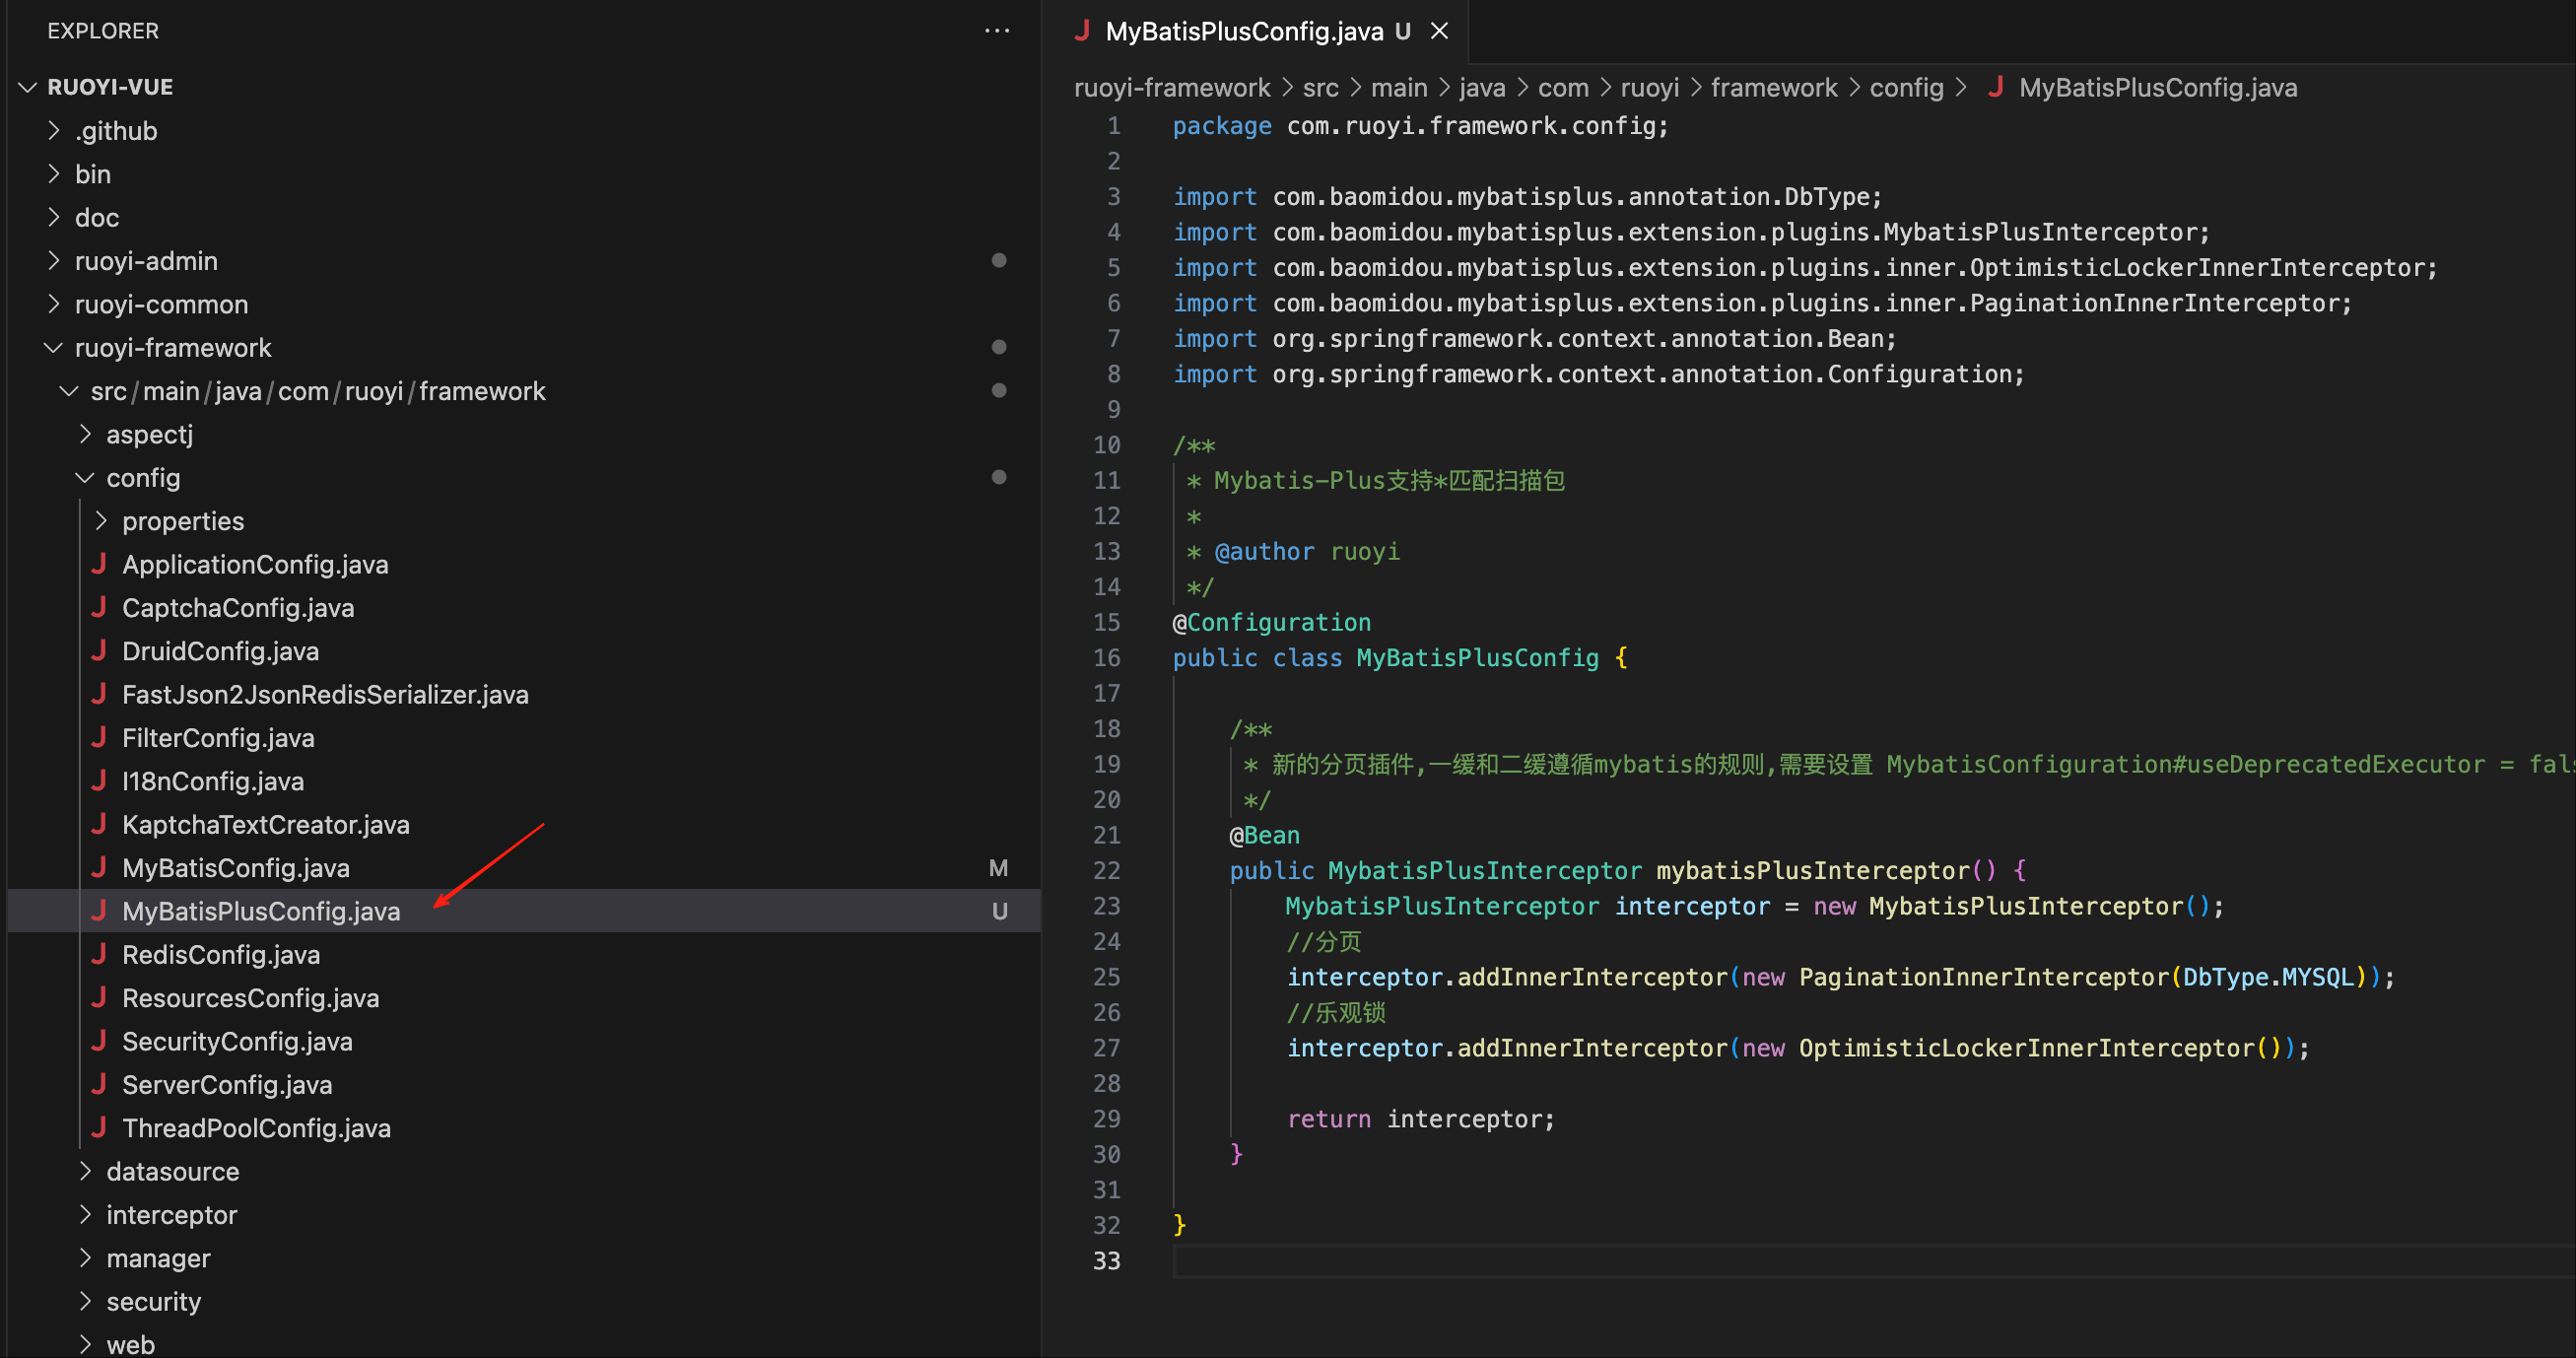 EXPLORER
RUOYI-VUE
.github
bin
doc
ruoyi-admin
ruoyi-common
ruoyi-framework
src/main/java/com/ruoyi/framework
aspectj
config
properties
J ApplicationConfig.java
J CaptchaConfig.java
J DruidConfig.java
J FastJson2JsonRedisSerializer.java
J FilterConfig.java
J I18nConfig.java
J KaptchaTextCreator.java
J MyBatisConfig.java M
J MyBatisPlusConfig.java U
J RedisConfig.java
J ResourcesConfig.java
J SecurityConfig.java
J ServerConfig.java
J ThreadPoolConfig.java
datasource
interceptor
manager
security
web
J MyBatisPlusConfig.java U
ruoyi-framework > src > main > java > com > ruoyi > framework > config > J MyBatisPlusConfig.java
1 package com.ruoyi.framework.config;
2
3 import com.baomidou.mybatisplus.annotation.DbType;
4 import com.baomidou.mybatisplus.extension.plugins.MybatisPlusInterceptor;
5 import com.baomidou.mybatisplus.extension.plugins.inner.OptimisticLockerInnerInterceptor;
6 import com.baomidou.mybatisplus.extension.plugins.inner.PaginationInnerInterceptor;
7 import org.springframework.context.annotation.Bean;
8 import org.springframework.context.annotation.Configuration;
9
10 /**
11 * Mybatis-Plus支持*匹配扫描包
12 *
13 * @author ruoyi
14 */
15 @Configuration
16 public class MyBatisPlusConfig {
17
18 /**
19 * 新的分页插件,一缓和二缓遵循mybatis的规则,需要设置 MybatisConfiguration#useDeprecatedExecutor = fals
20 */
21 @Bean
22 public MybatisPlusInterceptor mybatisPlusInterceptor() {
23 MybatisPlusInterceptor interceptor = new MybatisPlusInterceptor();
24 //分页
25 interceptor.addInnerInterceptor(new PaginationInnerInterceptor(DbType.MYSQL));
26 //乐观锁
27 interceptor.addInnerInterceptor(new OptimisticLockerInnerInterceptor());
28
29 return interceptor;
30 }
31
32 }
33